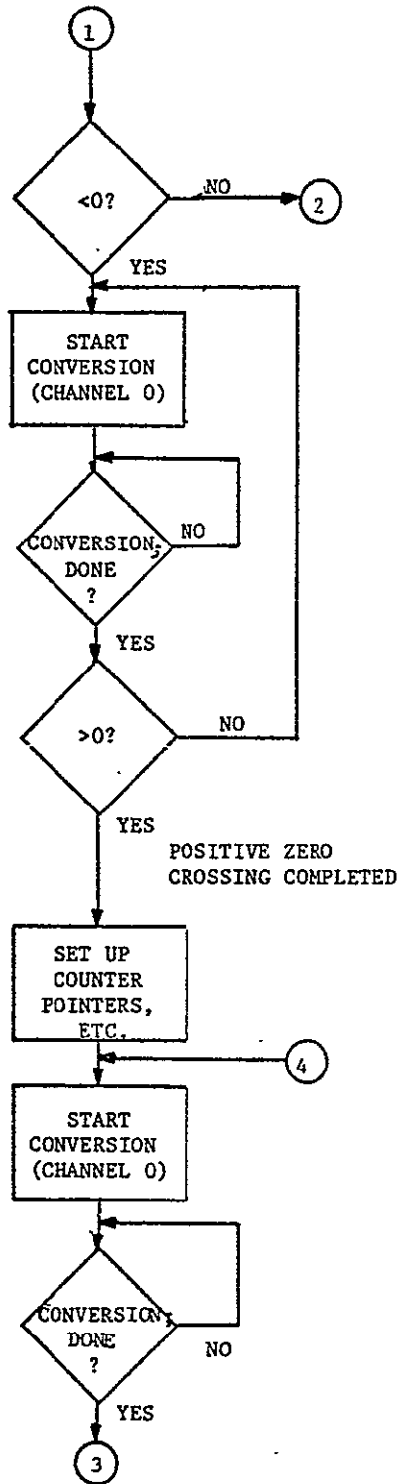 1
<0?
NO
2
YES
START
CONVERSION
(CHANNEL 0)
CONVERSION;
DONE
?
NO
YES
>0?
NO
YES
POSITIVE ZERO
CROSSING COMPLETED
SET UP
COUNTER
POINTERS,
ETC.
4
START
CONVERSION
(CHANNEL 0)
CONVERSION;
DONE
?
NO
YES
3